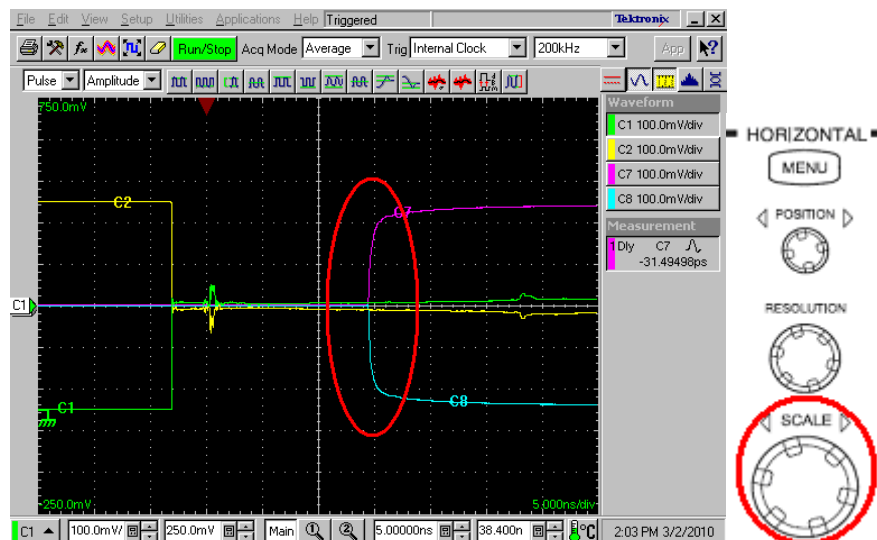 File Edit View Setup Utilities Applications Help Triggered Tektronix
Run/Stop Acq Mode Average Trig Internal Clock 200kHz App
Pulse Amplitude
750.0mV
C2
C7
C1
C8
C1
-250.0mV
5.000ns/div
Waveform
C1 100.0mV/div
C2 100.0mV/div
C7 100.0mV/div
C8 100.0mV/div
Measurement
1 Dly C7
-31.49498ps
C1 100.0mV/ 250.0mV Main 1 2 5.00000ns 38.400n °C 2:03 PM 3/2/2010
HORIZONTAL
MENU
POSITION
RESOLUTION
SCALE